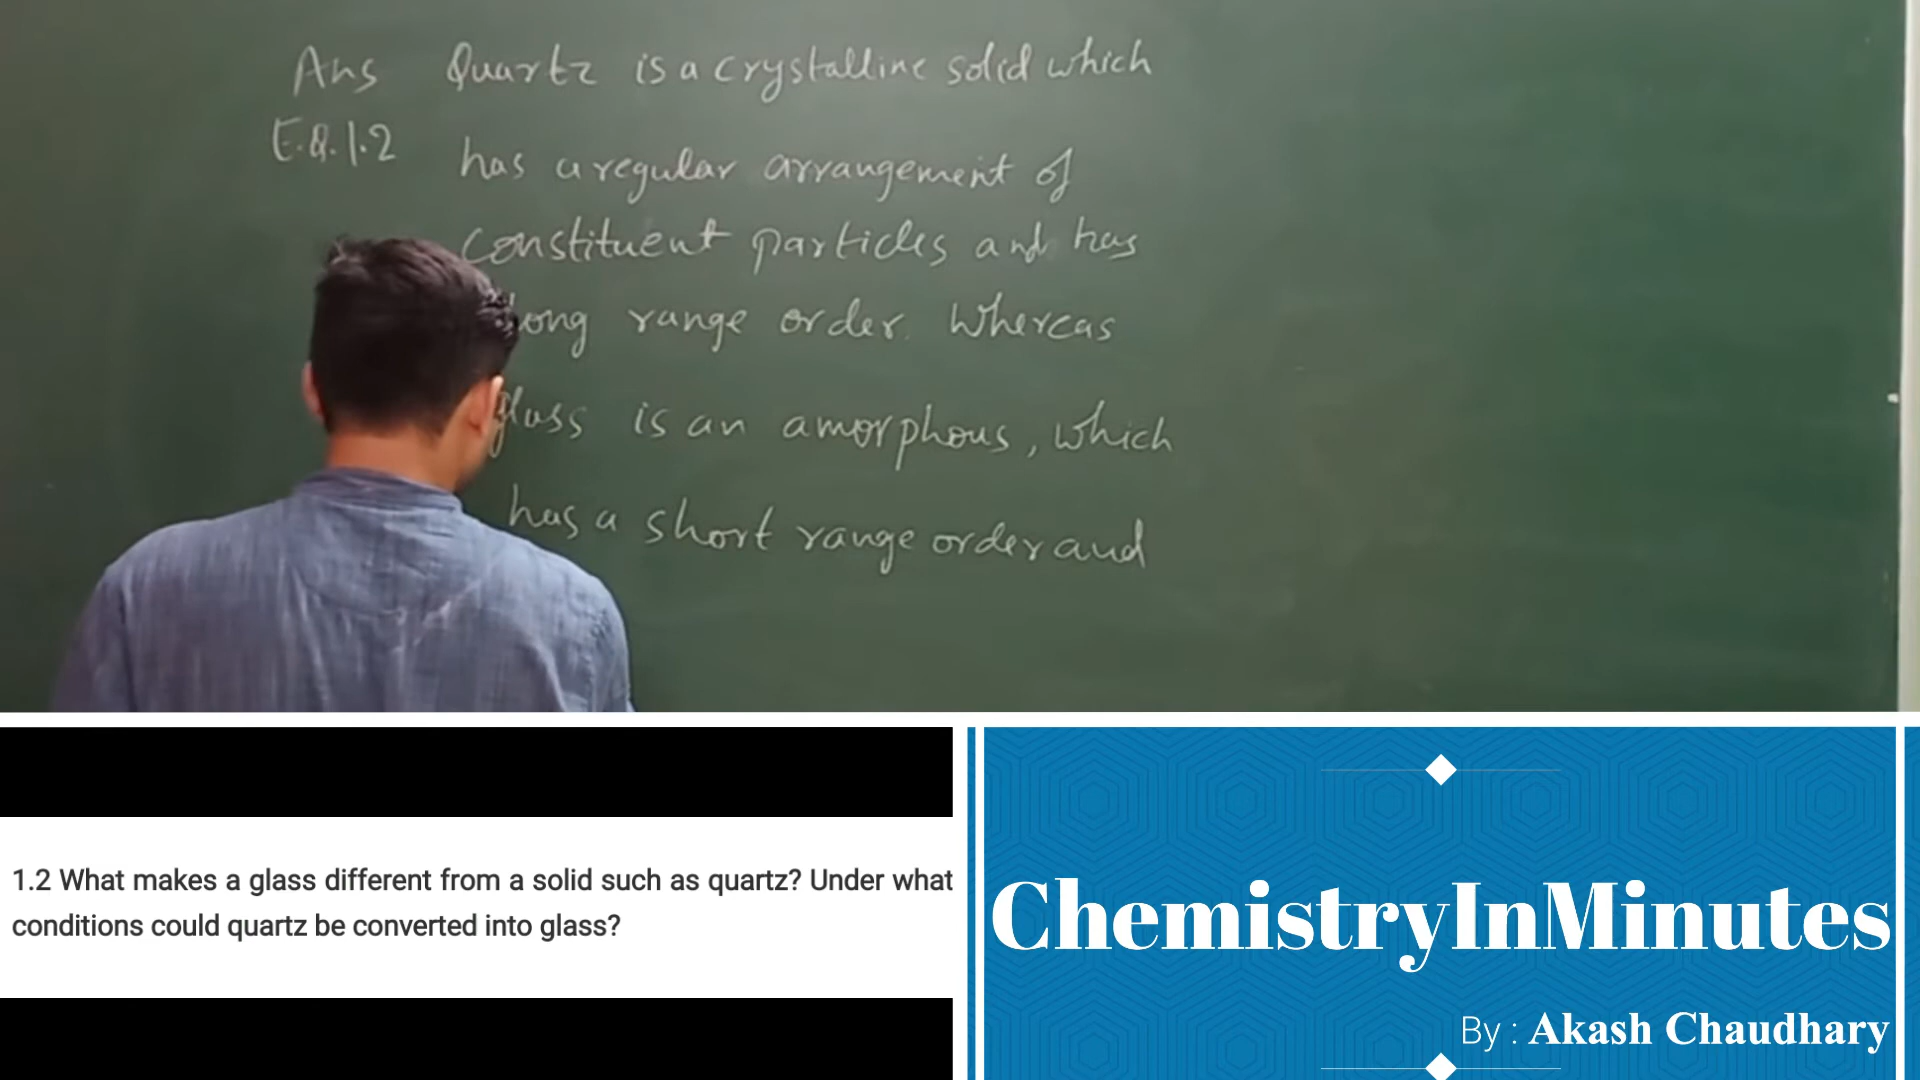 Ans Quartz is a crystalline solid which
E.Q.1.2 has a regular arrangement of
constituent particles and has
long range order. Whereas
glass is an amorphous, which
has a short range order and
1.2 What makes a glass different from a solid such as quartz? Under what
conditions could quartz be converted into glass?
ChemistryInMinutes
By : Akash Chaudhary